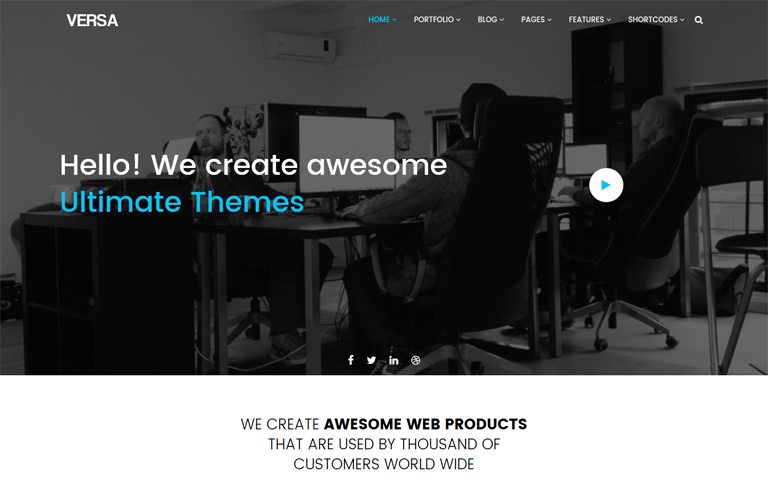 VERSA
HOME PORTFOLIO BLOG PAGES FEATURES SHORTCODES
Hello! We create awesome
Ultimate Themes
WE CREATE AWESOME WEB PRODUCTS
THAT ARE USED BY THOUSAND OF
CUSTOMERS WORLD WIDE